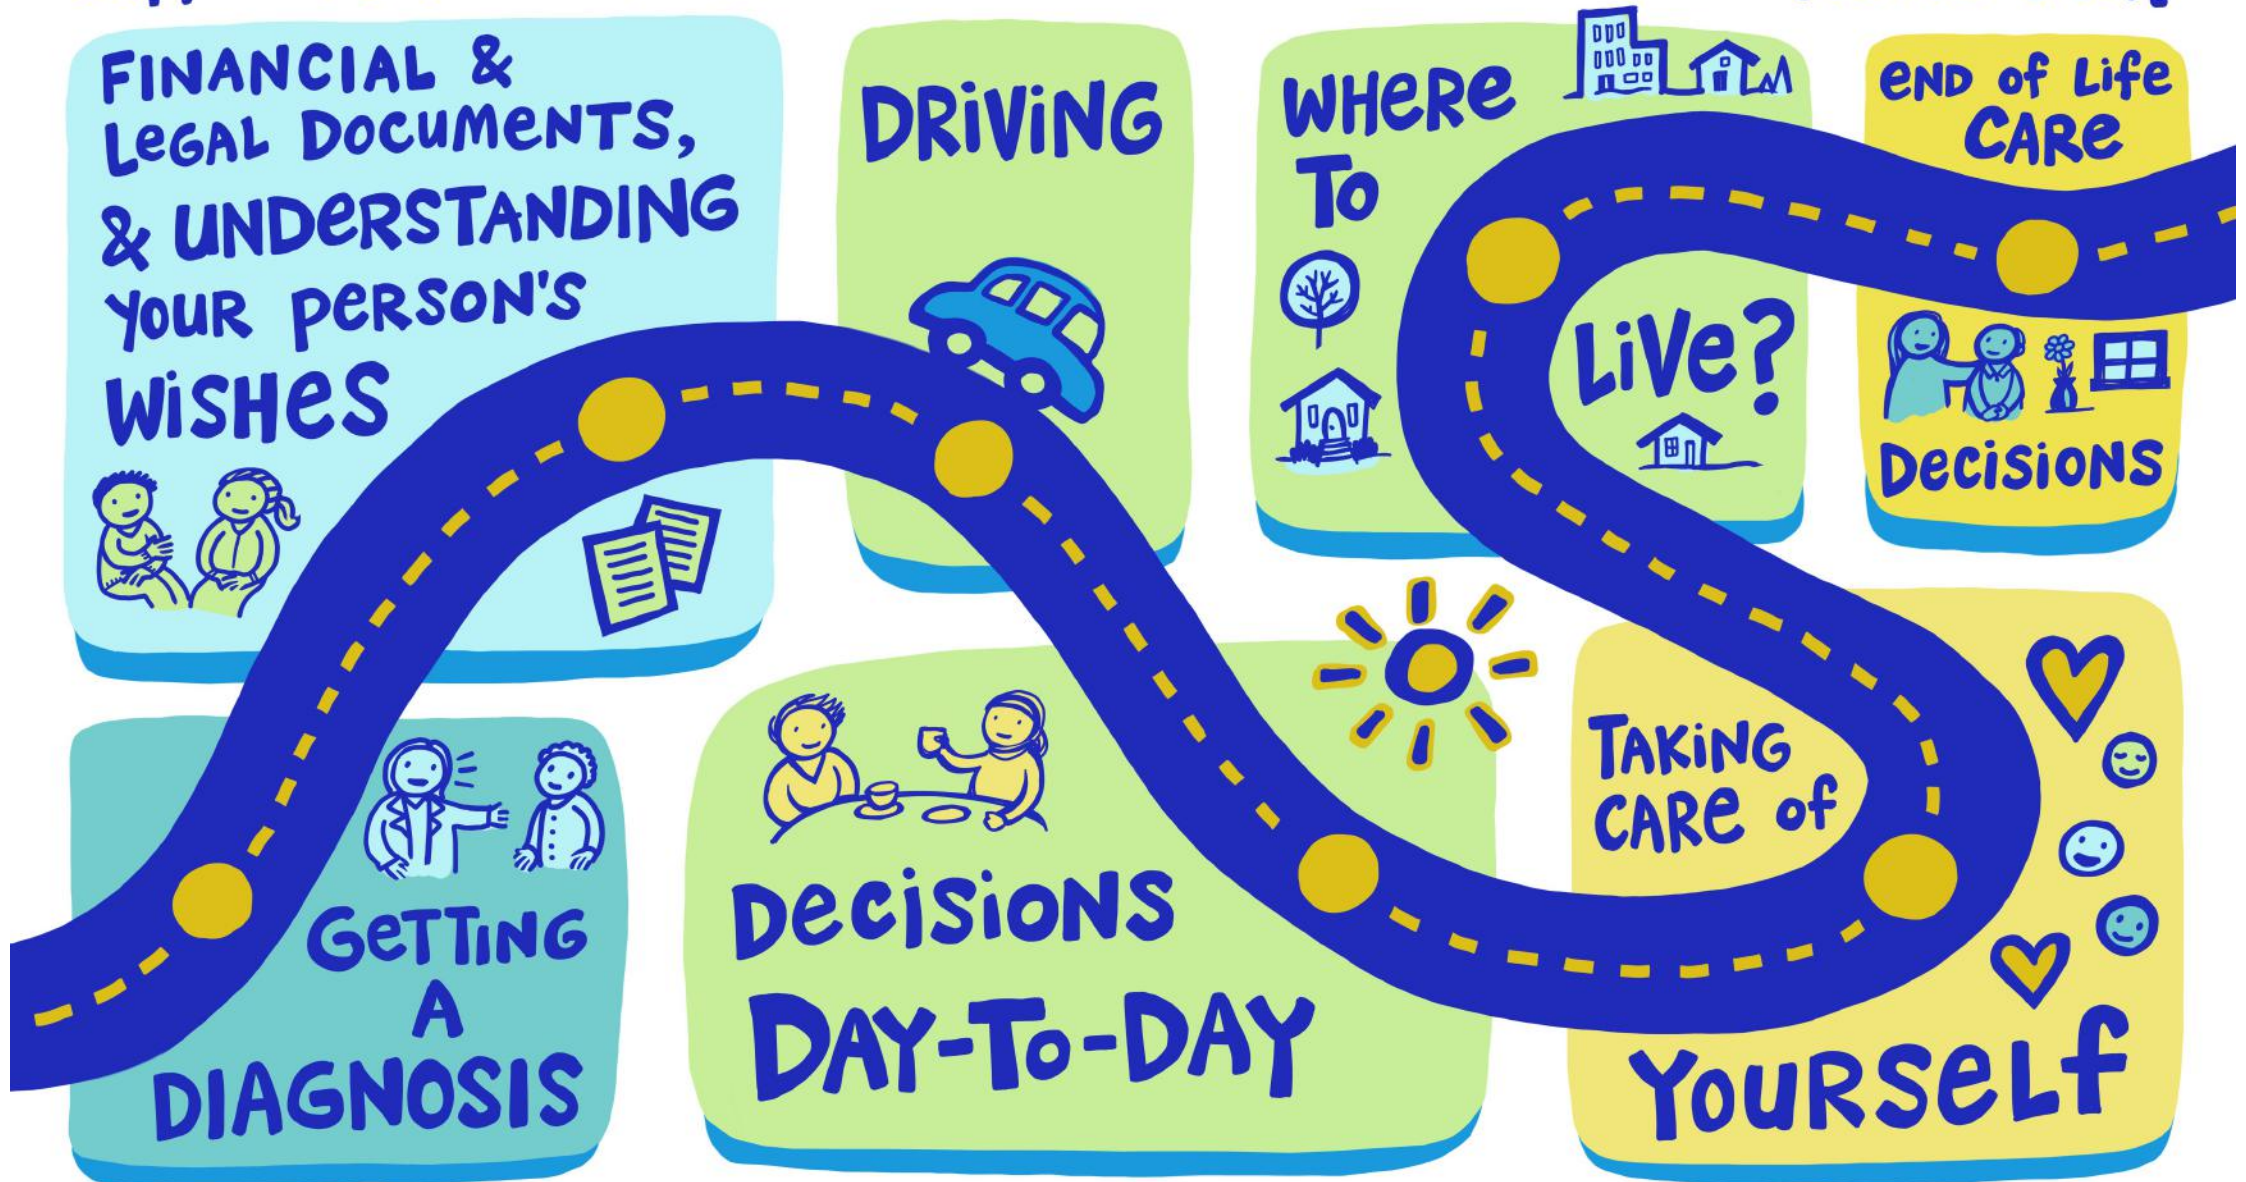 FINANCIAL &
LEGAL DOCUMENTS,
& UNDERSTANDING
YOUR PERSON'S
WISHES
DRIVING
WHERE
TO
LIVE?
END of Life
CARE
Decisions
GETTING
A
DIAGNOSIS
Decisions
DAY-To-DAY
TAKING
CARE of
YOURSELf